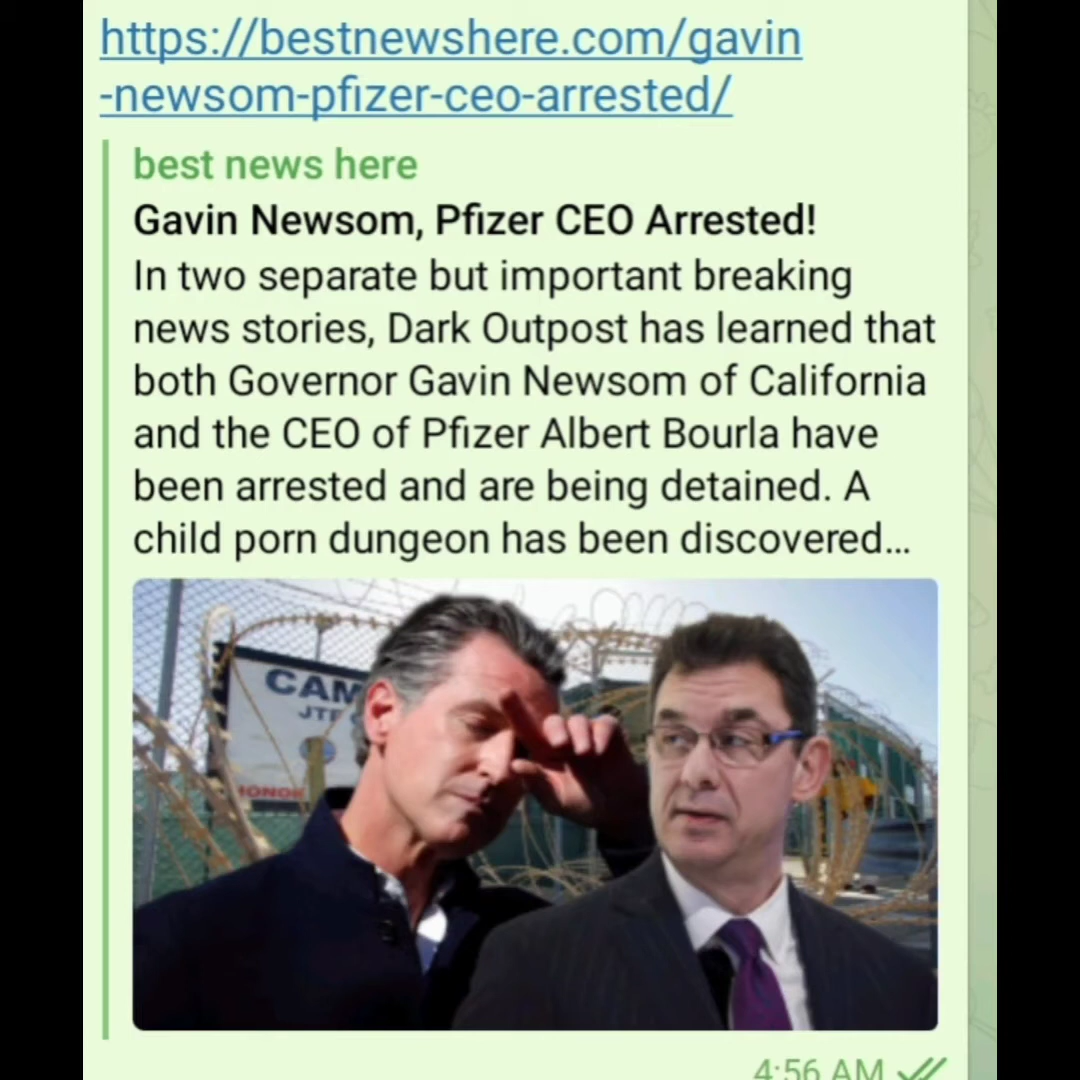 https://bestnewshere.com/gavin
-newsom-pfizer-ceo-arrested/
best news here
Gavin Newsom, Pfizer CEO Arrested!
In two separate but important breaking
news stories, Dark Outpost has learned that
both Governor Gavin Newsom of California
and the CEO of Pfizer Albert Bourla have
been arrested and are being detained. A
child porn dungeon has been discovered...
CAM
JTF
HONOR
4:56 AM